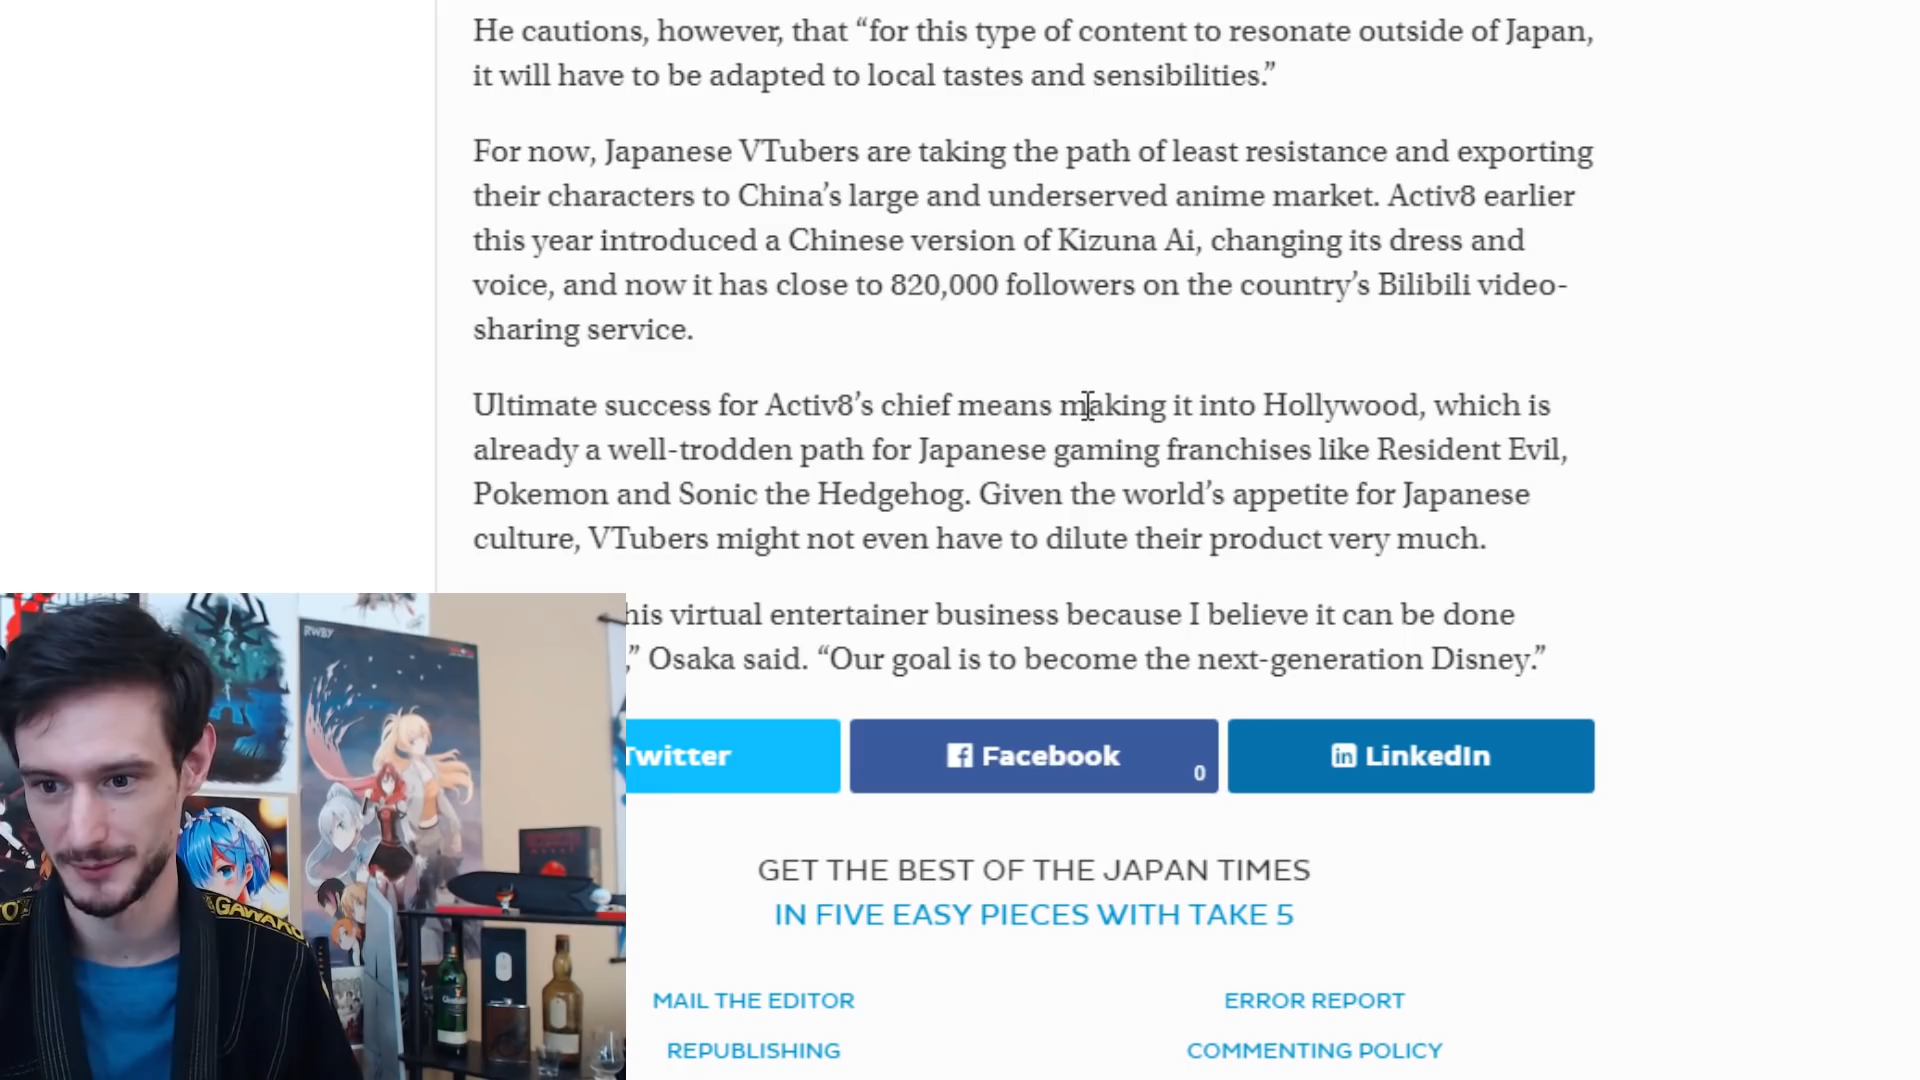 He cautions, however, that “for this type of content to resonate outside of Japan,
it will have to be adapted to local tastes and sensibilities.”
For now, Japanese VTubers are taking the path of least resistance and exporting
their characters to China’s large and underserved anime market. Activ8 earlier
this year introduced a Chinese version of Kizuna Ai, changing its dress and
voice, and now it has close to 820,000 followers on the country’s Bilibili video-
sharing service.
Ultimate success for Activ8’s chief means making it into Hollywood, which is
already a well-trodden path for Japanese gaming franchises like Resident Evil,
Pokemon and Sonic the Hedgehog. Given the world’s appetite for Japanese
culture, VTubers might not even have to dilute their product very much.
his virtual entertainer business because I believe it can be done
,” Osaka said. “Our goal is to become the next-generation Disney.”
Twitter
Facebook
0
LinkedIn
GET THE BEST OF THE JAPAN TIMES
IN FIVE EASY PIECES WITH TAKE 5
MAIL THE EDITOR
ERROR REPORT
REPUBLISHING
COMMENTING POLICY
RWBY